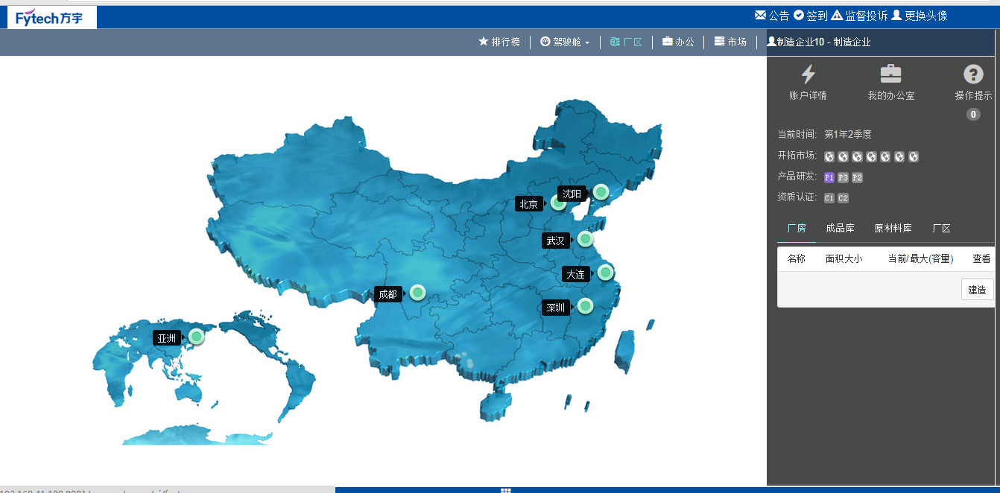 Fytech方宇
公告 签到 监督投诉 更换头像
排行榜 驾驶舱 厂区 办公 市场
制造企业10 - 制造企业
账户详情 我的办公室 操作提示
0
当前时间: 第1年2季度
开拓市场:
产品研发: P1 P3 P2
资质认证: C1 C2
厂房 成品库 原材料库 厂区
名称 面积大小 当前/最大(容量) 查看
建造
沈阳
北京
武汉
大连
成都
深圳
亚洲